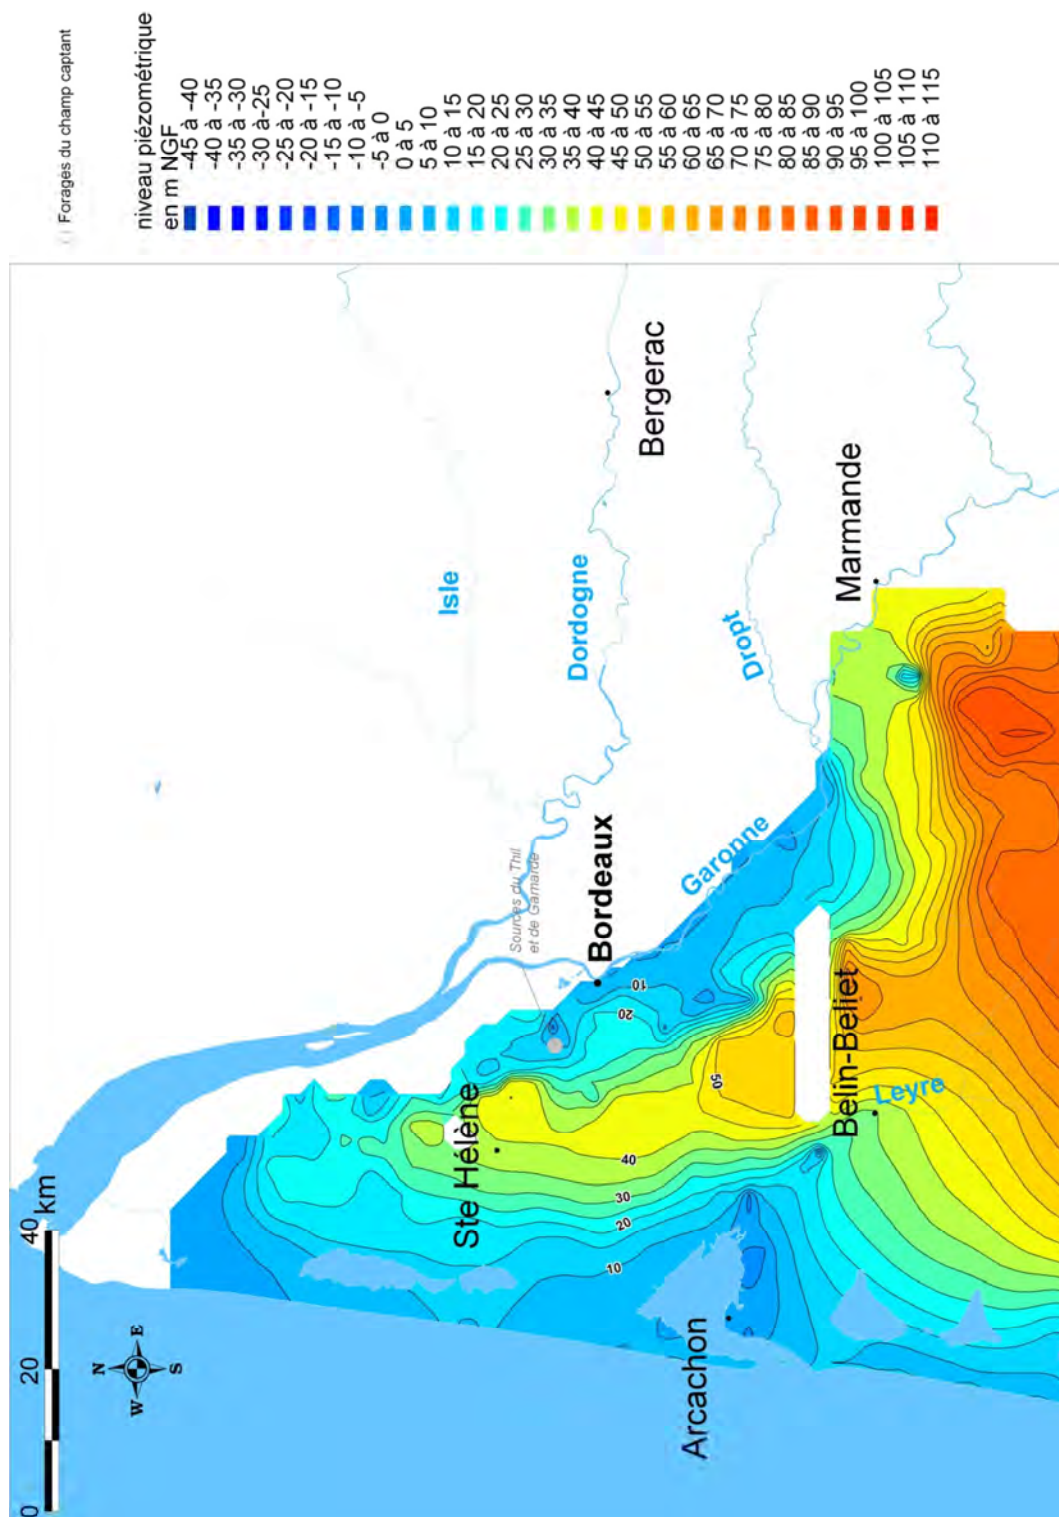 ( ) Forages du champ captant
niveau piézométrique
en m NGF
-45 à -40
-40 à -35
-35 à -30
-30 à-25
-25 à -20
-20 à -15
-15 à -10
-10 à -5
-5 à 0
0 à 5
5 à 10
10 à 15
15 à 20
20 à 25
25 à 30
30 à 35
35 à 40
40 à 45
45 à 50
50 à 55
55 à 60
60 à 65
65 à 70
70 à 75
75 à 80
80 à 85
85 à 90
90 à 95
95 à 100
100 à 105
105 à 110
110 à 115
0
20
40
km
N
E
S
W
Isle
Dordogne
Bergerac
Dropt
Marmande
Garonne
Sources du Thil
et de Gamarde
Bordeaux
10
20
50
Ste Hélène
40
30
20
10
Belin-Beliet
Leyre
Arcachon